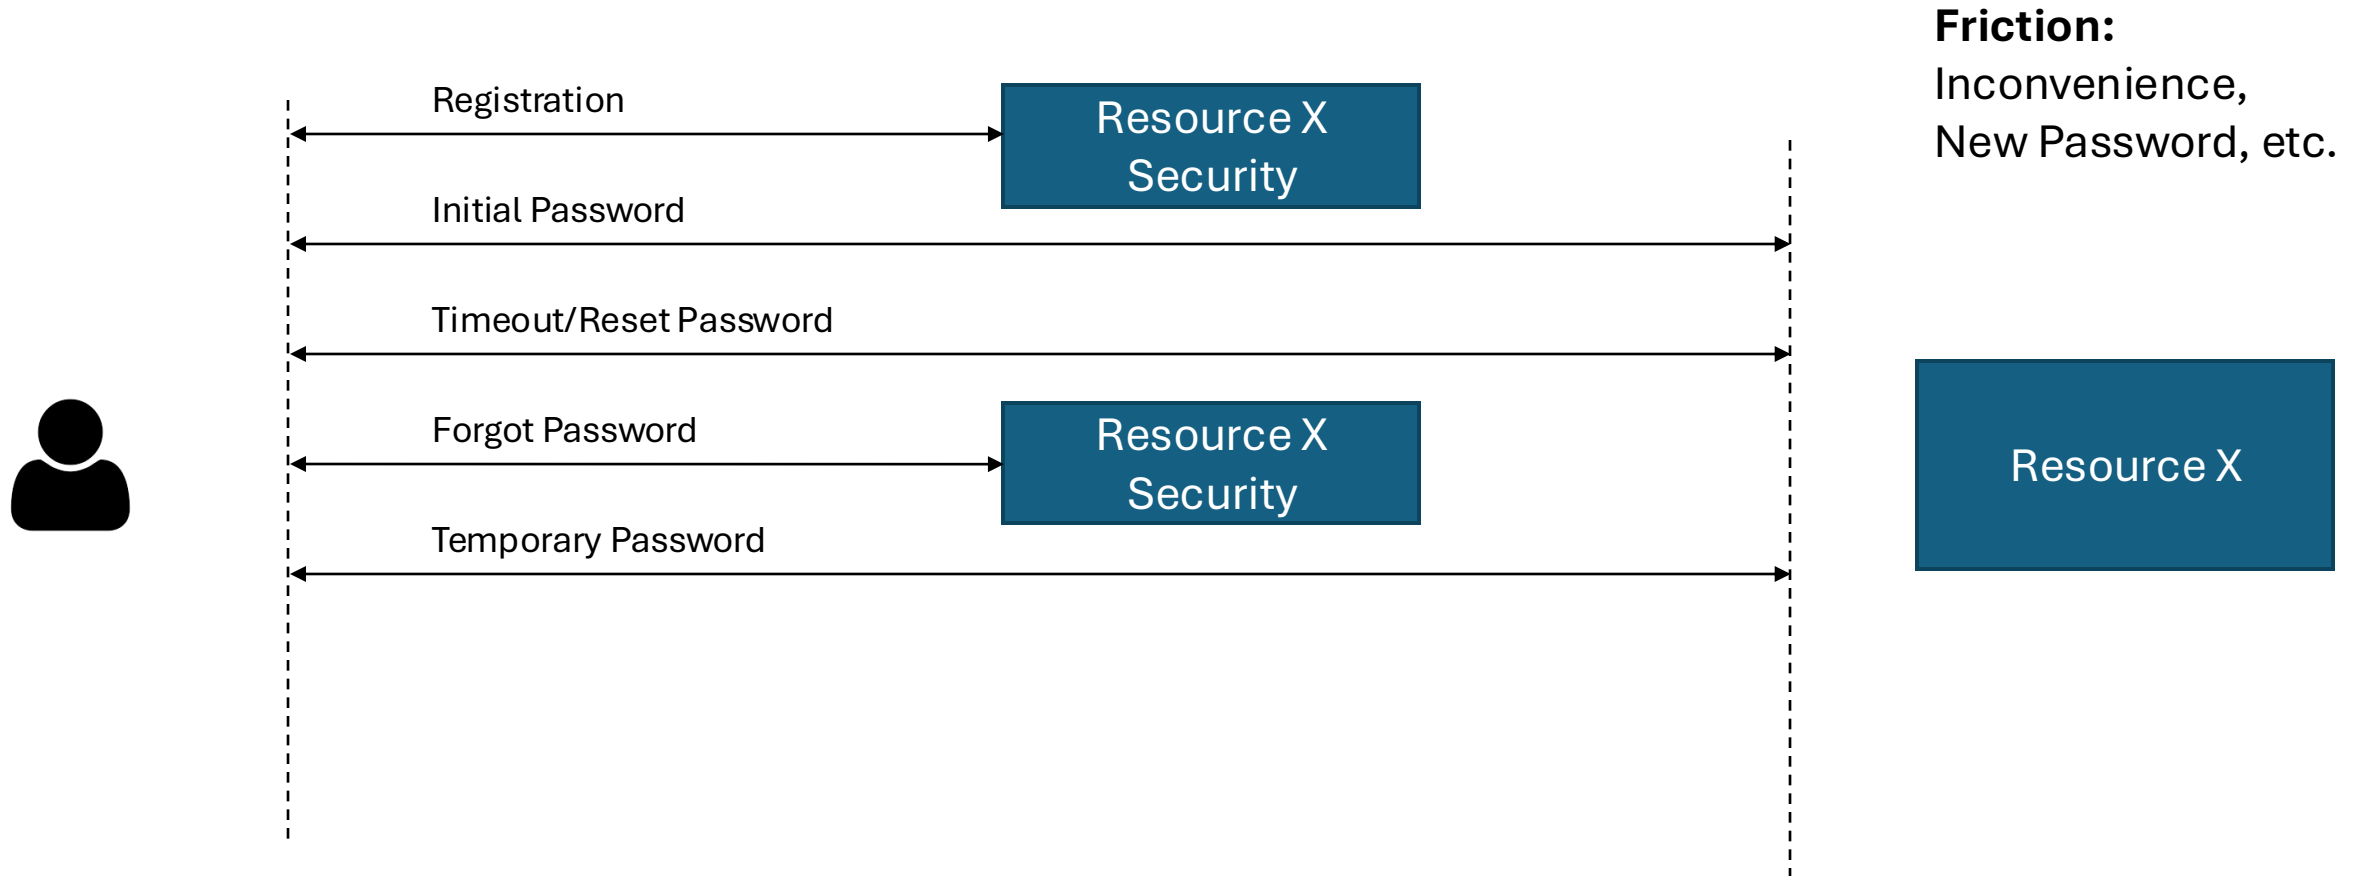 Friction:
Inconvenience,
New Password, etc.
Registration
Resource X
Security
Initial Password
Timeout/Reset Password
Forgot Password
Resource X
Security
Resource X
Temporary Password